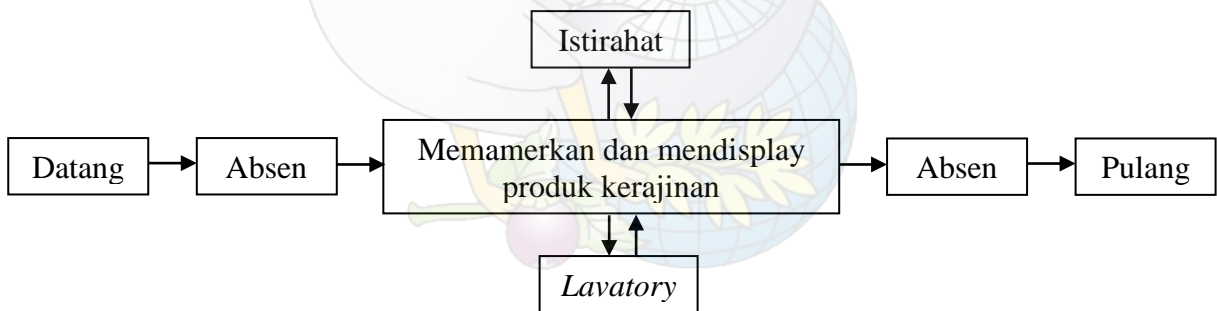 Istirahat
Datang
Absen
Memamerkan dan mendisplay
produk kerajinan
Absen
Pulang
Lavatory